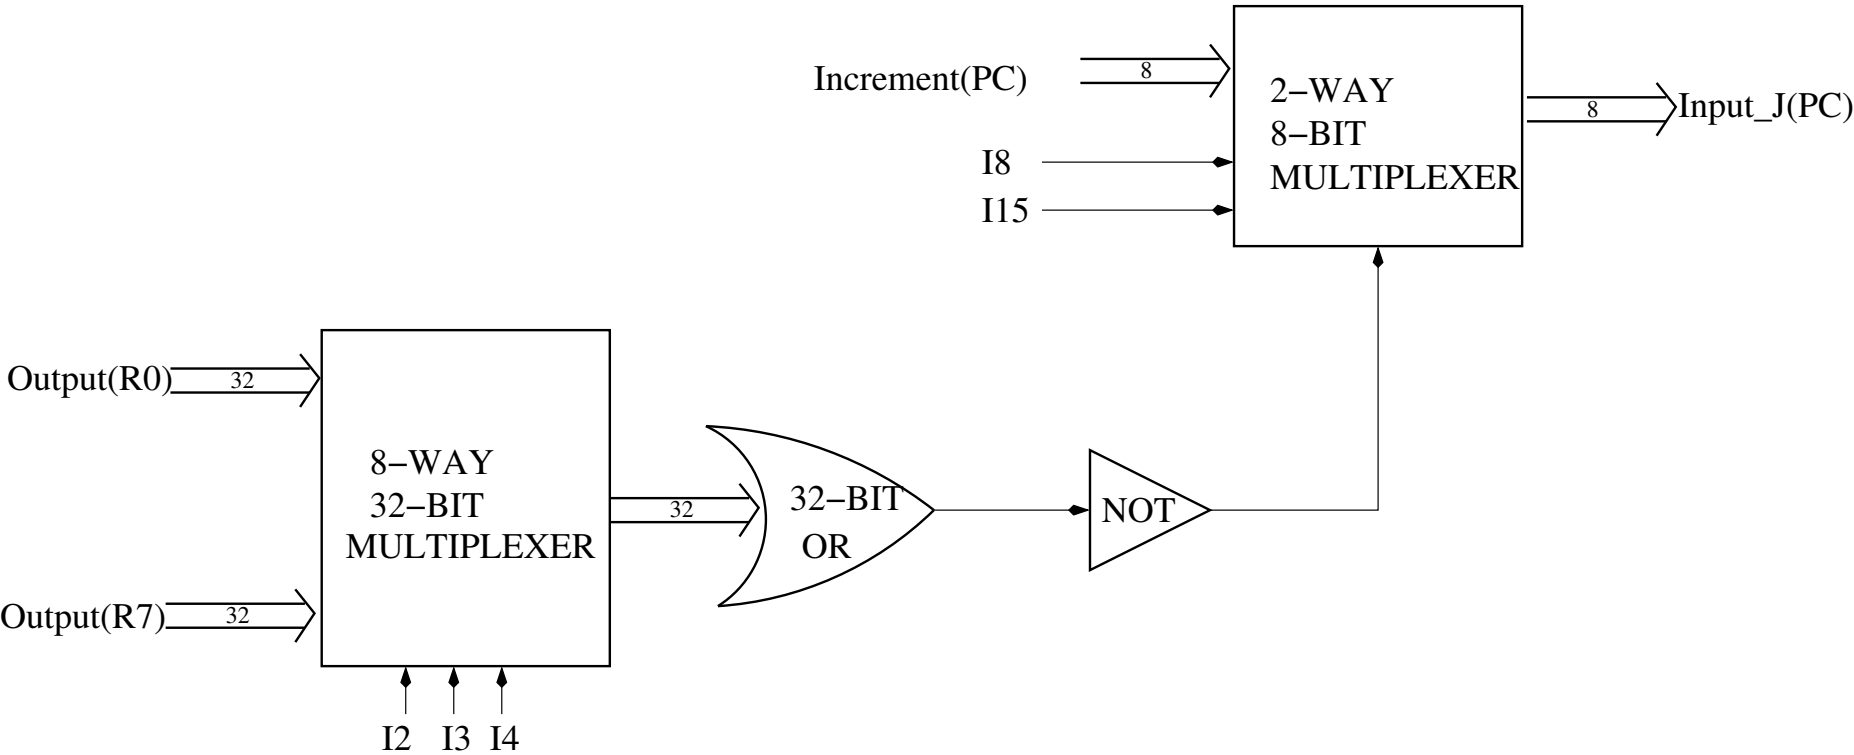 Increment(PC)
8
I8
I15
2−WAY
8−BIT
MULTIPLEXER
8
Input_J(PC)
Output(R0)
32
Output(R7)
32
8−WAY
32−BIT
MULTIPLEXER
I2 I3 I4
32
32−BIT
OR
NOT